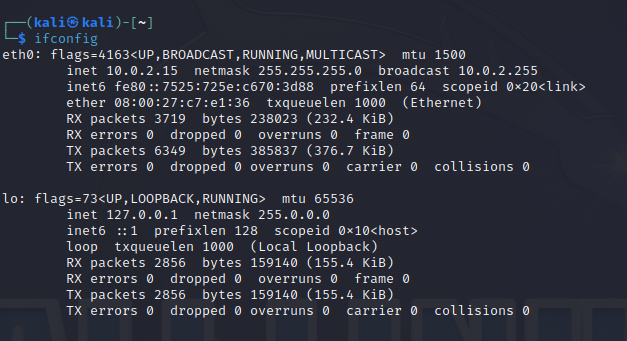 ┌──(kali㉿kali)-[~]
└─$ ifconfig
eth0: flags=4163<UP,BROADCAST,RUNNING,MULTICAST>  mtu 1500
        inet 10.0.2.15  netmask 255.255.255.0  broadcast 10.0.2.255
        inet6 fe80::7525:725e:c670:3d88  prefixlen 64  scopeid 0×20<link>
        ether 08:00:27:c7:e1:36  txqueuelen 1000  (Ethernet)
        RX packets 3719  bytes 238023 (232.4 KiB)
        RX errors 0  dropped 0  overruns 0  frame 0
        TX packets 6349  bytes 385837 (376.7 KiB)
        TX errors 0  dropped 0 overruns 0  carrier 0  collisions 0

lo: flags=73<UP,LOOPBACK,RUNNING>  mtu 65536
        inet 127.0.0.1  netmask 255.0.0.0
        inet6 ::1  prefixlen 128  scopeid 0×10<host>
        loop  txqueuelen 1000  (Local Loopback)
        RX packets 2856  bytes 159140 (155.4 KiB)
        RX errors 0  dropped 0  overruns 0  frame 0
        TX packets 2856  bytes 159140 (155.4 KiB)
        TX errors 0  dropped 0 overruns 0  carrier 0  collisions 0